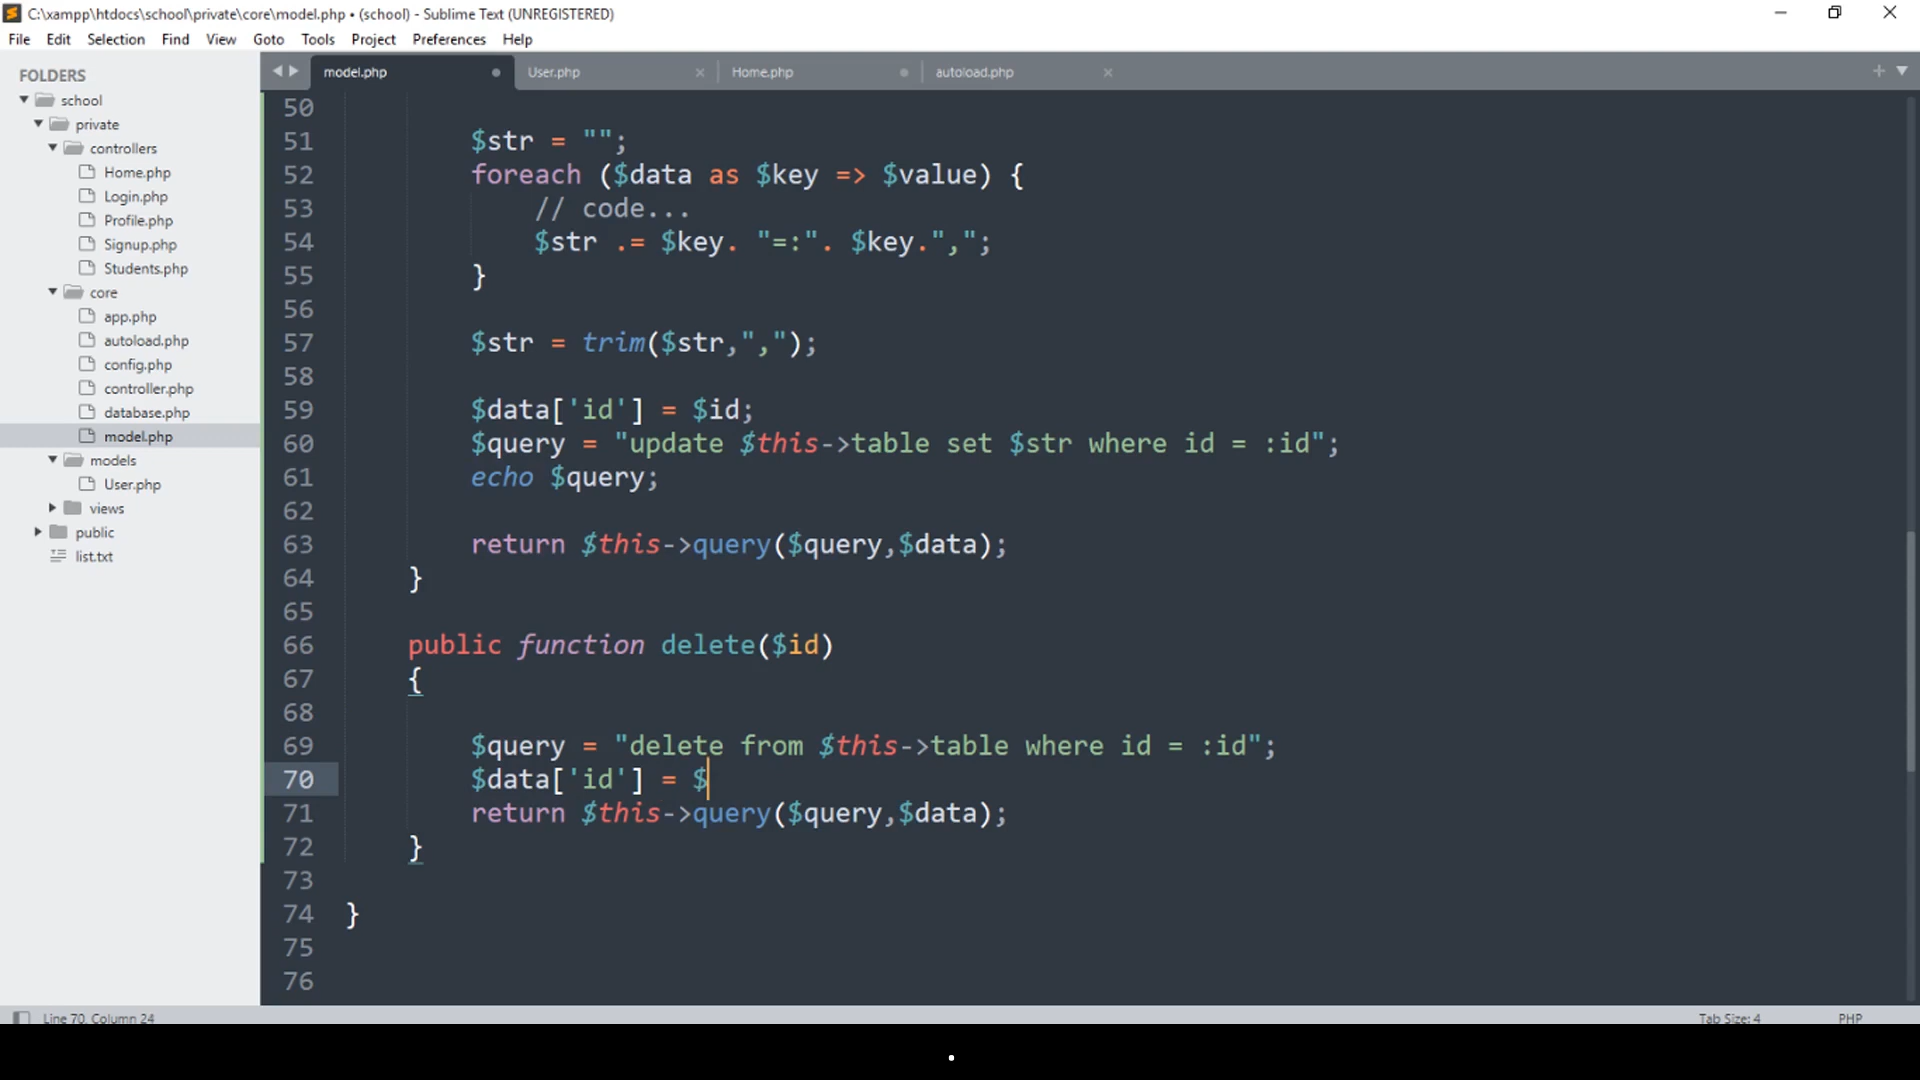 C:\xampp\htdocs\school\private\core\model.php • (school) - Sublime Text (UNREGISTERED)
File Edit Selection Find View Goto Tools Project Preferences Help
FOLDERS
school
private
controllers
Home.php
Login.php
Profile.php
Signup.php
Students.php
core
app.php
autoload.php
config.php
controller.php
database.php
model.php
models
User.php
views
public
list.txt
model.php User.php Home.php autoload.php
50
51 $str = "";
52 foreach ($data as $key => $value) {
53 // code...
54 $str .= $key. "=:". $key.",";
55 }
56
57 $str = trim($str,",");
58
59 $data['id'] = $id;
60 $query = "update $this->table set $str where id = :id";
61 echo $query;
62
63 return $this->query($query,$data);
64 }
65
66 public function delete($id)
67 {
68
69 $query = "delete from $this->table where id = :id";
70 $data['id'] = $
71 return $this->query($query,$data);
72 }
73
74 }
75
76
Line 70, Column 24 Tab Size: 4 PHP